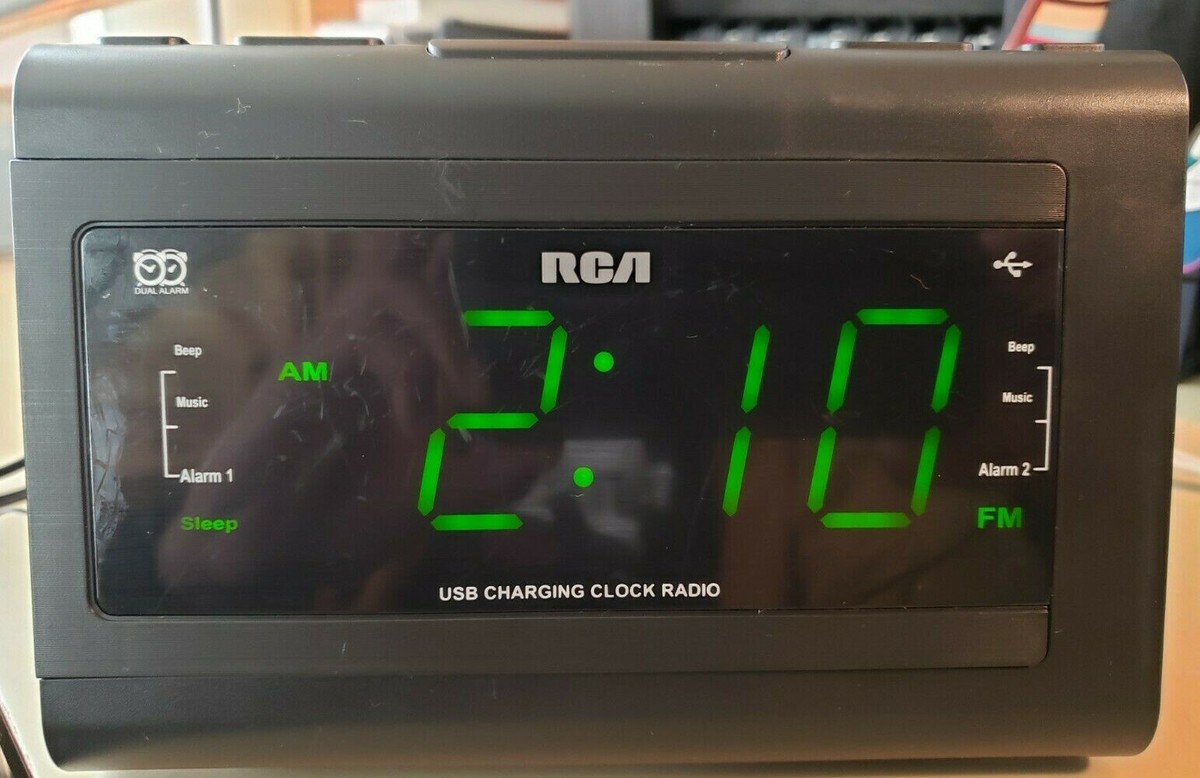 RCA
DUAL ALARM
Beep
Music
Alarm 1
Sleep
AM
2:10
Beep
Music
Alarm 2
FM
USB CHARGING CLOCK RADIO